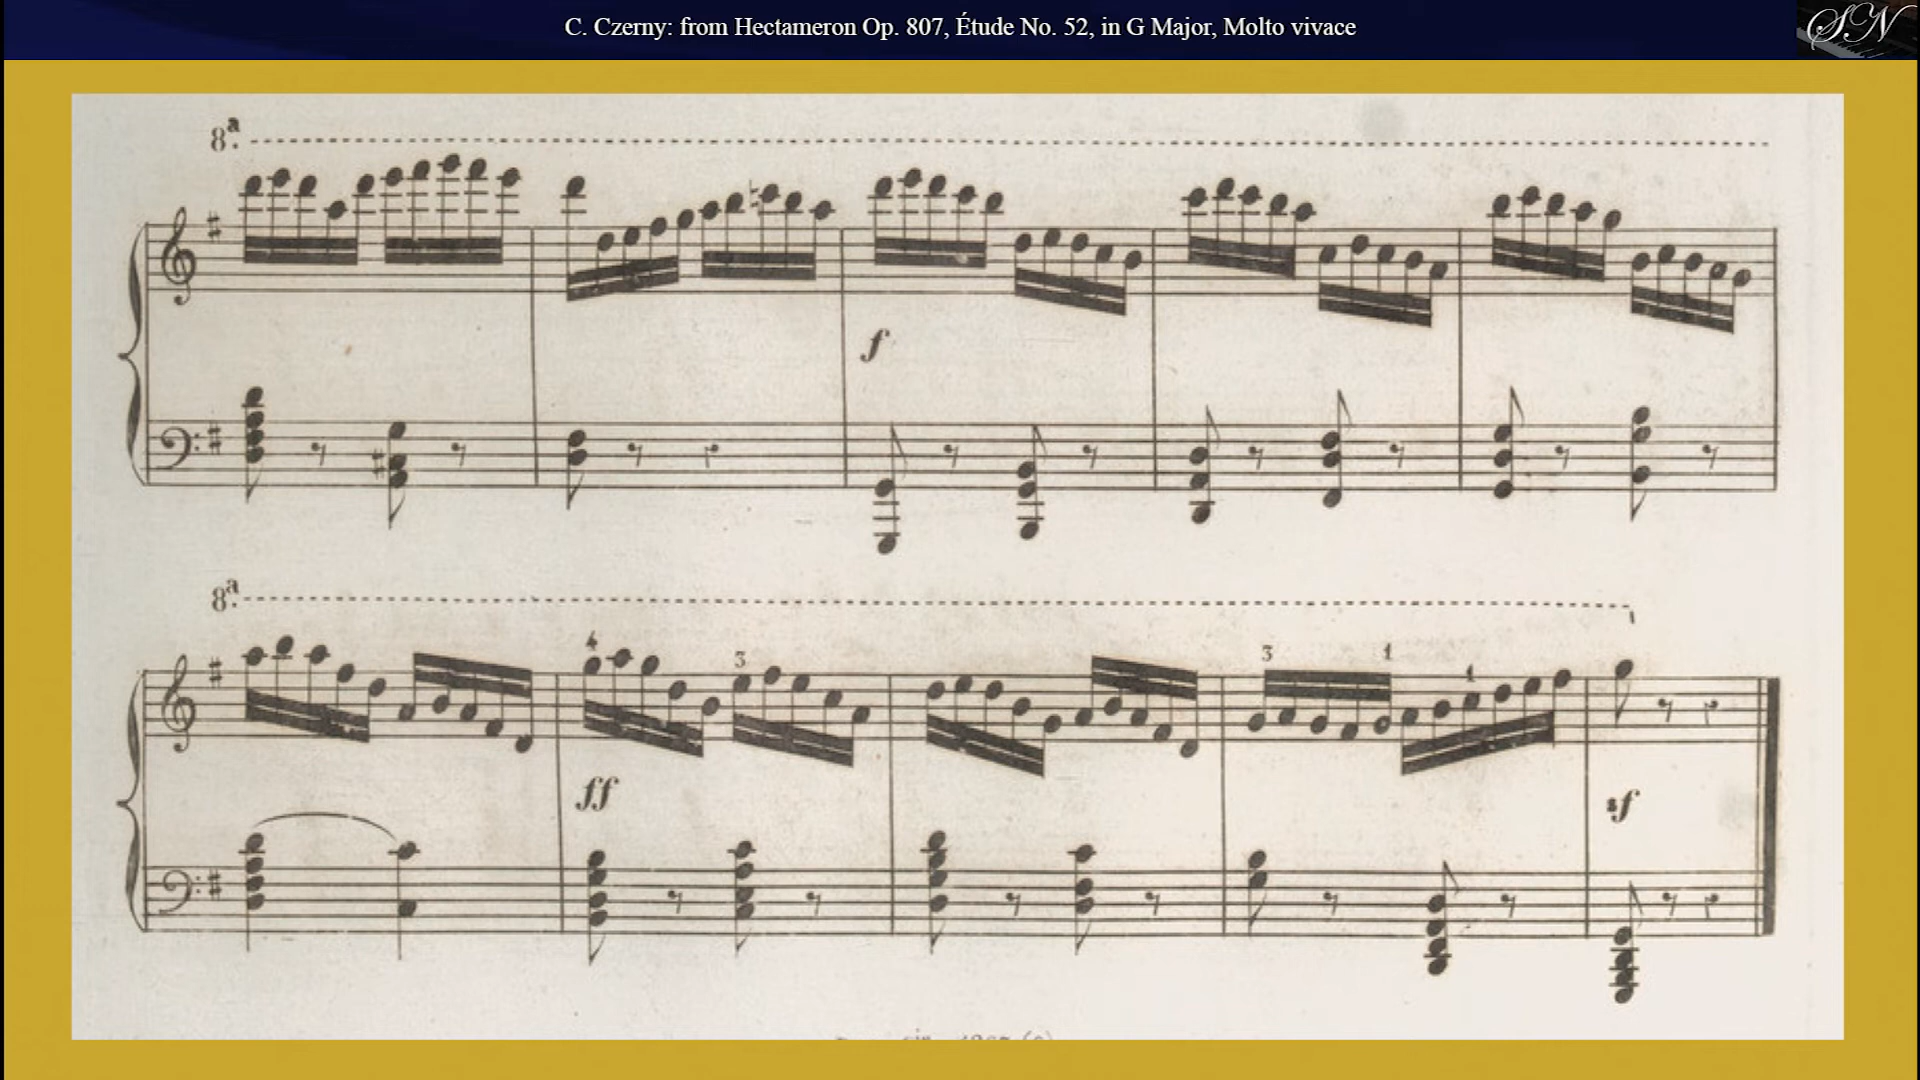 C. Czerny: from Hectameron Op. 807, Étude No. 52, in G Major, Molto vivace
SN
8ª
f
8ª
4 3 3 1 1
ff sf